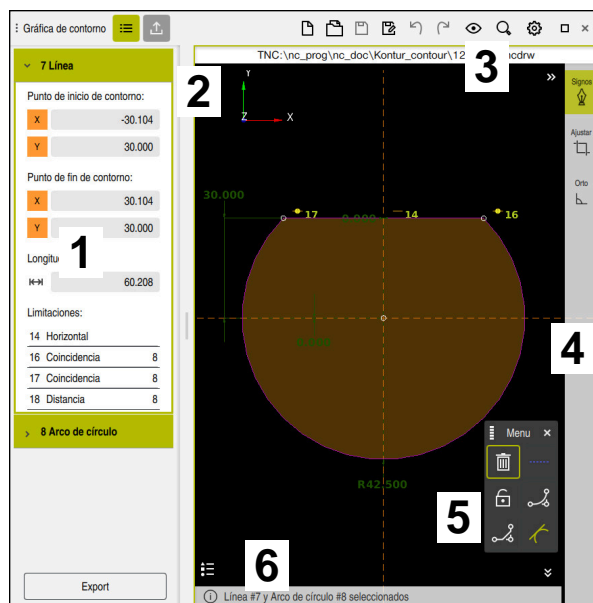 Gráfica de contorno
TNC:\nc_prog\nc_doc\Kontur_contour\12
cdrw
7 Línea
Punto de inicio de contorno:
X -30.104
Y 30.000
Punto de fin de contorno:
X 30.104
Y 30.000
60.208
Limitaciones:
14 Horizontal
16 Coincidencia 8
17 Coincidencia 8
18 Distancia 8
8 Arco de círculo
Export
1
2
3
4
5
6
Y
Z
X
30.000
17
14
16
R42.500
Signos
Ajustar
Orto
Menu
Línea #7 y Arco de círculo #8 seleccionados